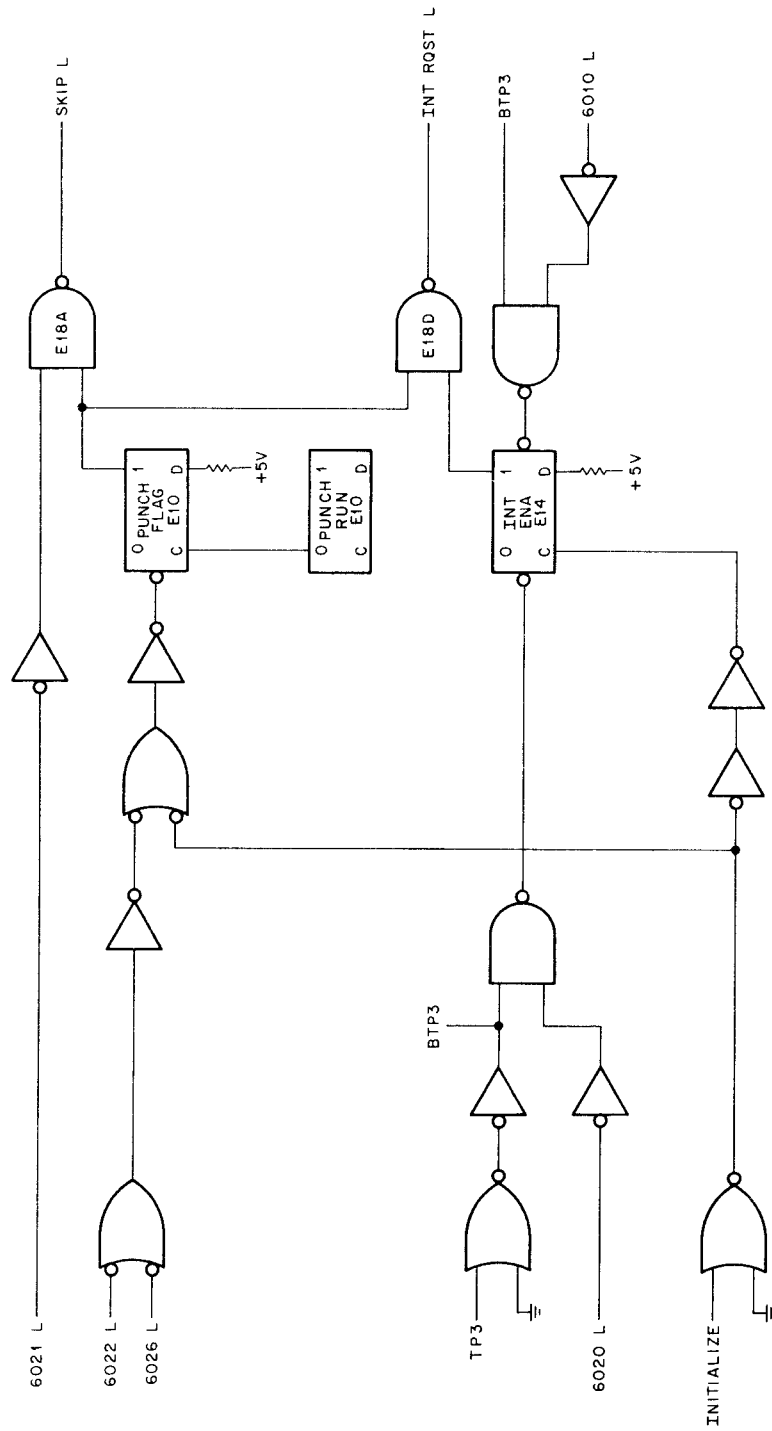 6021 L
6022 L
6026 L
TP3
6020 L
INITIALIZE
BTP3
0 1
PUNCH
FLAG
E10
C D
+5V
0 1
PUNCH
RUN
E10
C D
0 1
INT
ENA
E14
C D
+5V
E18A
E18D
SKIP L
INT RQST L
BTP3
6010 L